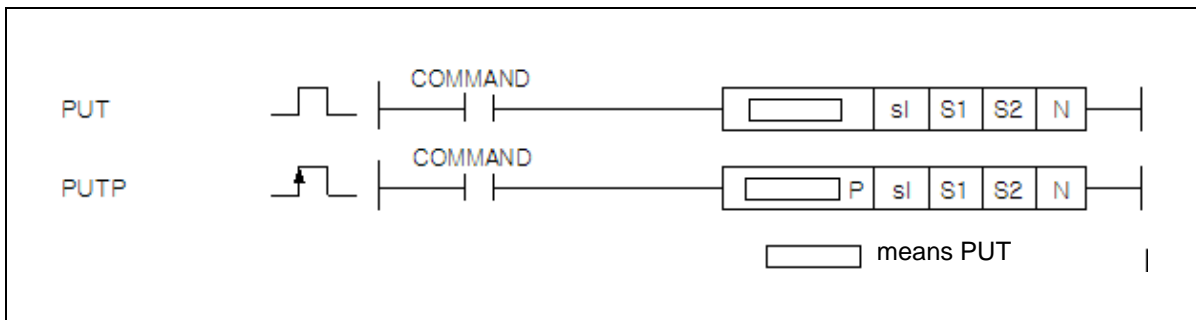 COMMAND
PUT sl S1 S2 N
COMMAND
PUTP P sl S1 S2 N
means PUT